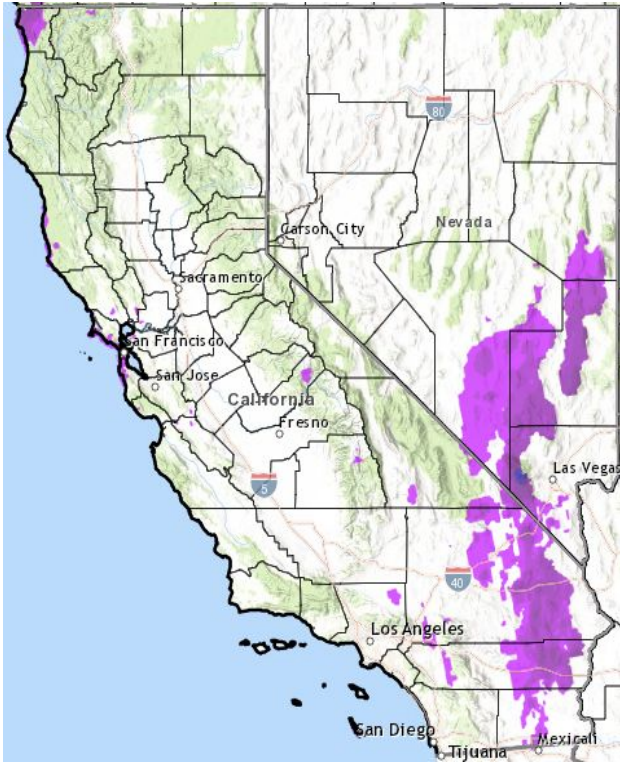 80
Nevada
Carson City
Sacramento
San Francisco
San Jose
California
Fresno
Las Vegas
5
40
Los Angeles
San Diego
Mexicali
Tijuana